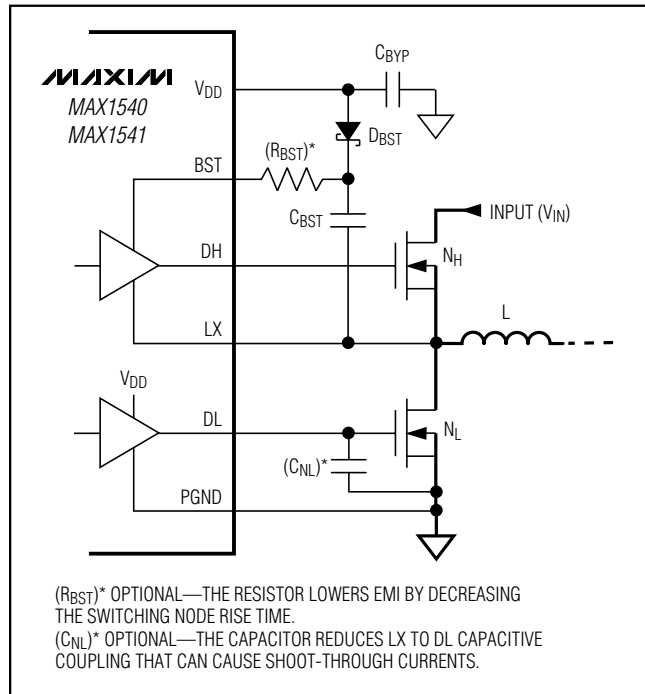 MAXIM
MAX1540
MAX1541
VDD
CBYP
DBST
BST
(RBST)*
CBST
INPUT (VIN)
DH
NH
L
LX
VDD
DL
NL
(CNL)*
PGND
(RBST)* OPTIONAL—THE RESISTOR LOWERS EMI BY DECREASING
THE SWITCHING NODE RISE TIME.
(CNL)* OPTIONAL—THE CAPACITOR REDUCES LX TO DL CAPACITIVE
COUPLING THAT CAN CAUSE SHOOT-THROUGH CURRENTS.